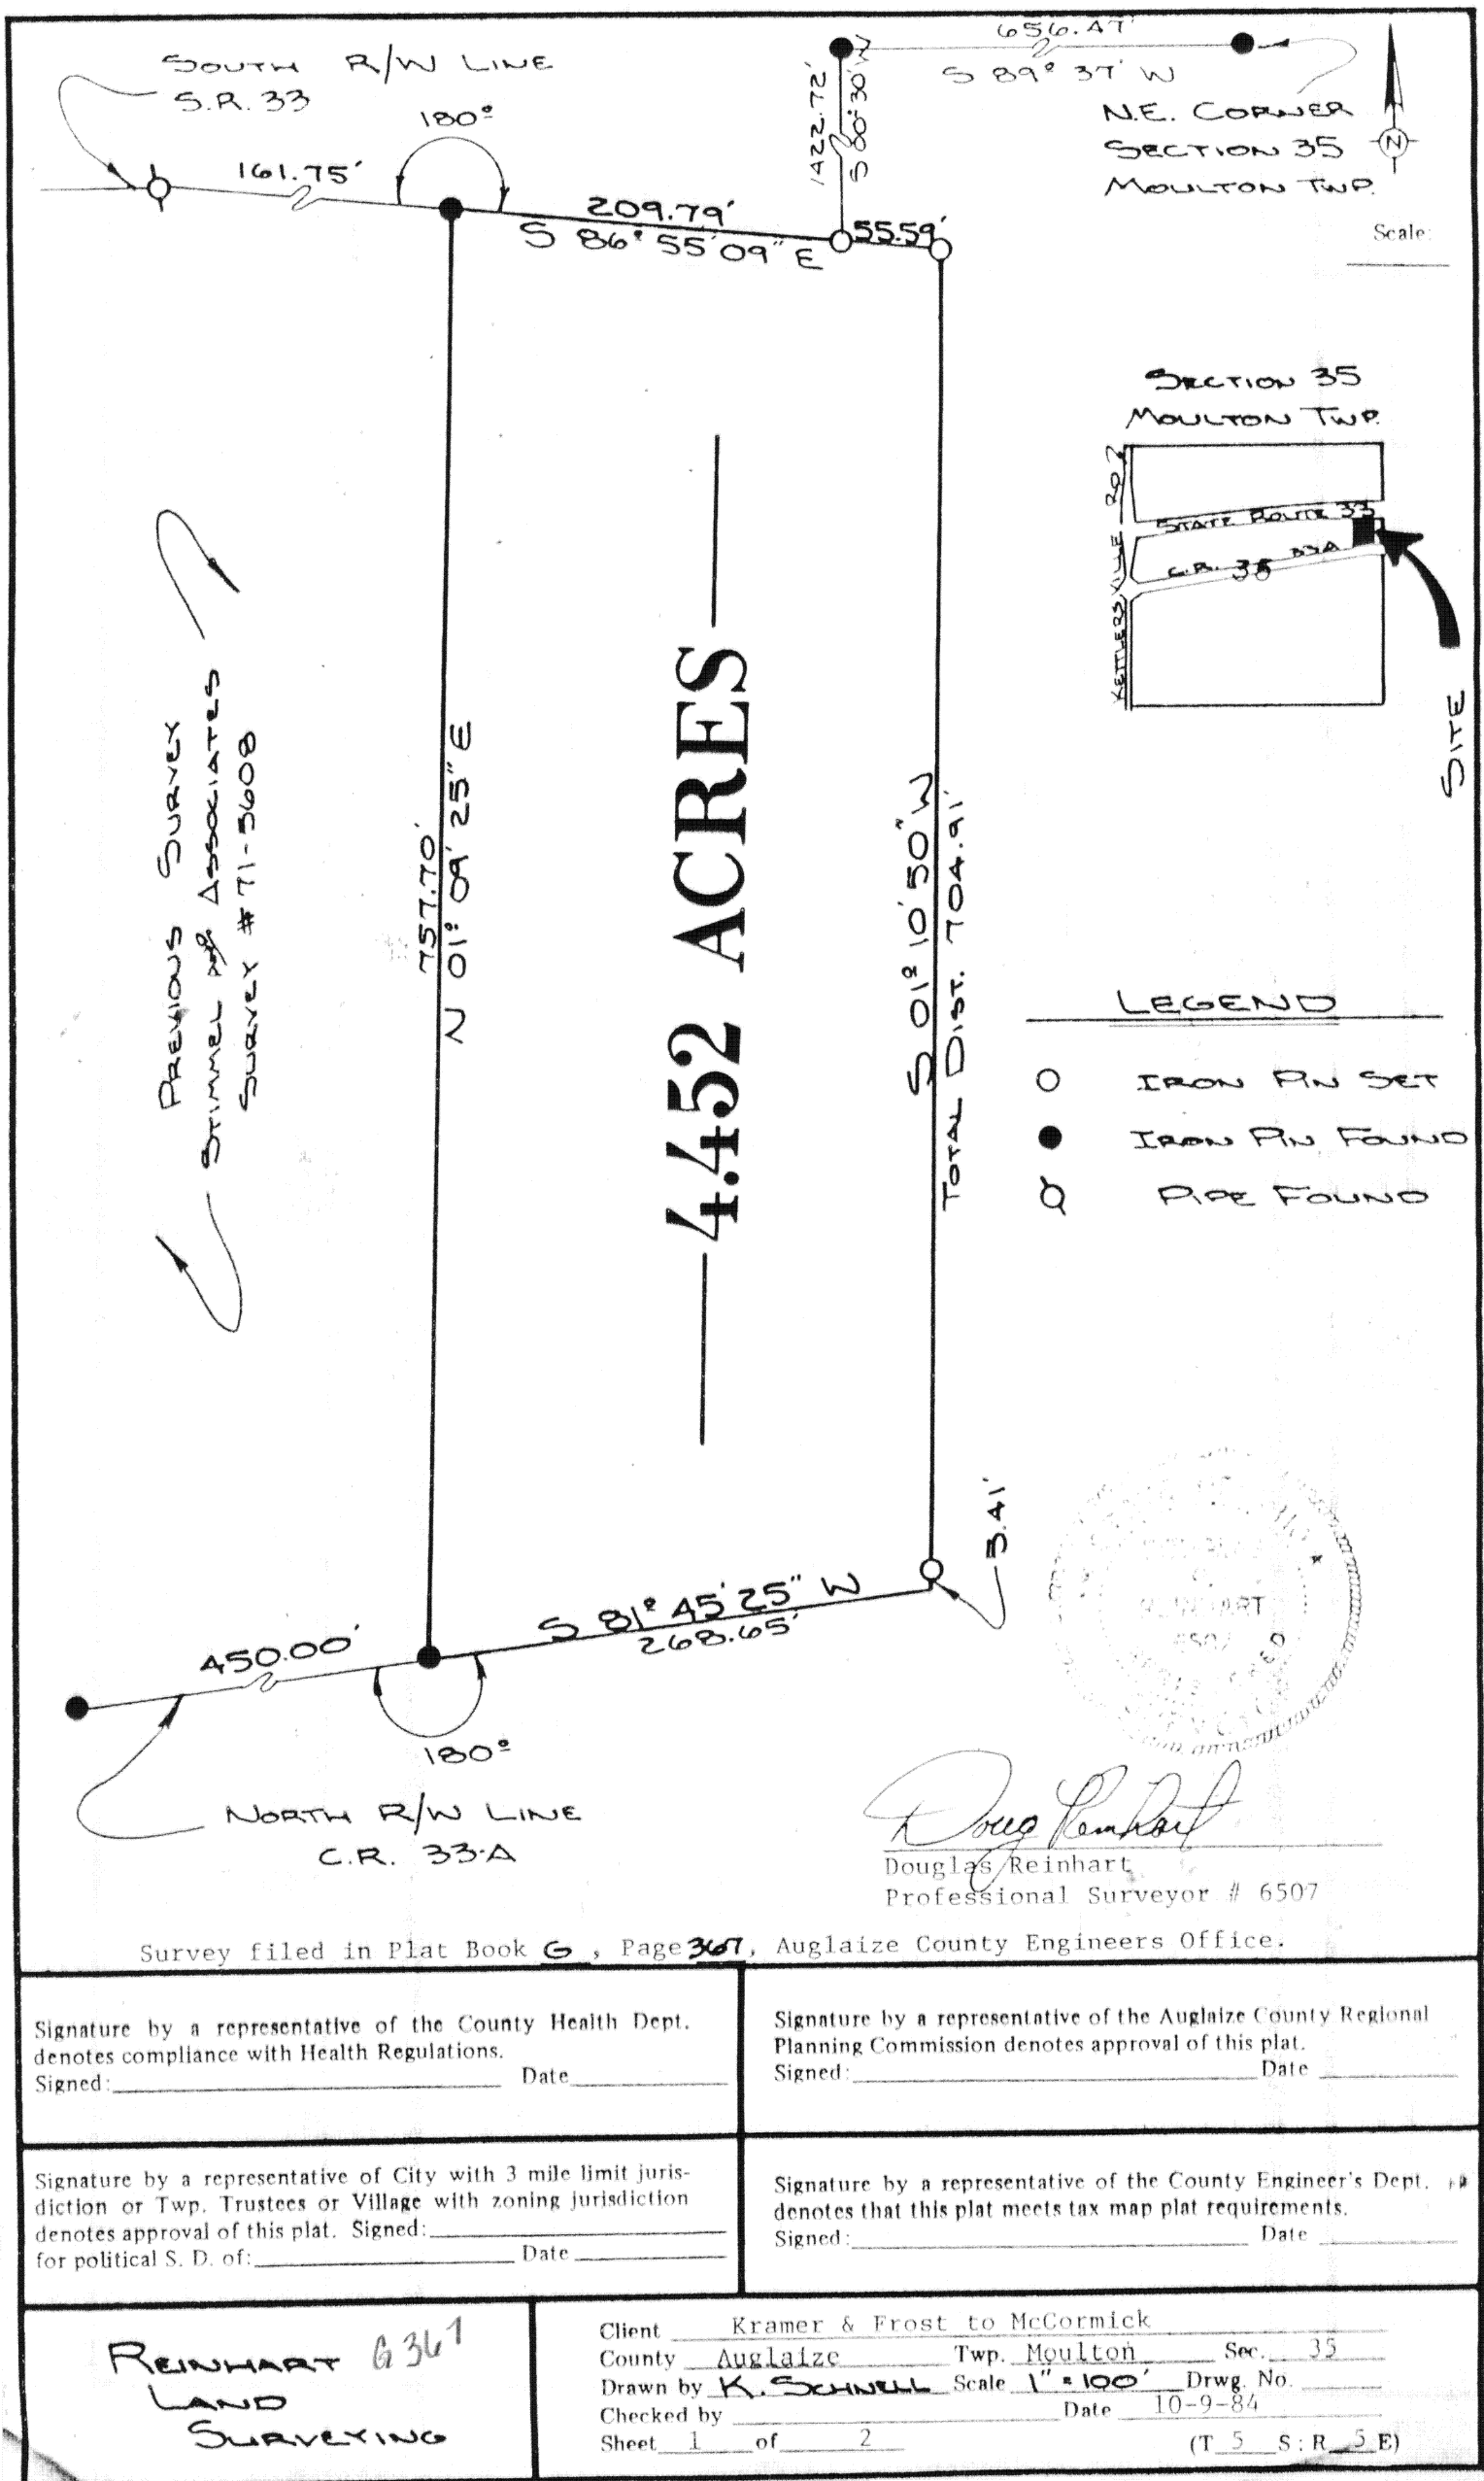 SOUTH R/W LINE
S.R. 33
180°
161.75'
209.79'
S 86° 55' 09" E
55.59'
1422.72'
S 00° 30' W
656.47'
S 89° 37' W
N.E. CORNER
SECTION 35
MOULTON TWP.
N
Scale:
SECTION 35
MOULTON TWP.
KETTLERSVILLE RD
STATE ROUTE 33
C.R. 33A
SITE
PREVIOUS SURVEY
STIMMEL AND ASSOCIATES
SURVEY # 71-3608
757.70'
N 01° 09' 25" E
4.452 ACRES
S 01° 10' 50" W
TOTAL DIST. 704.91'
LEGEND
IRON PIN SET
IRON PIN FOUND
PIPE FOUND
S 81° 45' 25" W
268.65'
450.00'
180°
NORTH R/W LINE
C.R. 33-A
REINHART
6507
Doug Reinhart
Douglas Reinhart
Professional Surveyor # 6507
Survey filed in Plat Book G , Page 367, Auglaize County Engineers Office.
Signature by a representative of the County Health Dept.
denotes compliance with Health Regulations.
Signed: Date
Signature by a representative of the Auglaize County Regional
Planning Commission denotes approval of this plat.
Signed: Date
Signature by a representative of City with 3 mile limit juris-
diction or Twp. Trustees or Village with zoning jurisdiction
denotes approval of this plat. Signed:
for political S. D. of: Date
Signature by a representative of the County Engineer's Dept.
denotes that this plat meets tax map plat requirements.
Signed: Date
REINHART
LAND
SURVEYING
G 367
Client Kramer & Frost to McCormick
County Auglaize Twp. Moulton Sec. 35
Drawn by K. SCHNELL Scale 1" = 100' Drwg. No.
Checked by Date 10-9-84
Sheet 1 of 2 (T 5 S: R 5 E)